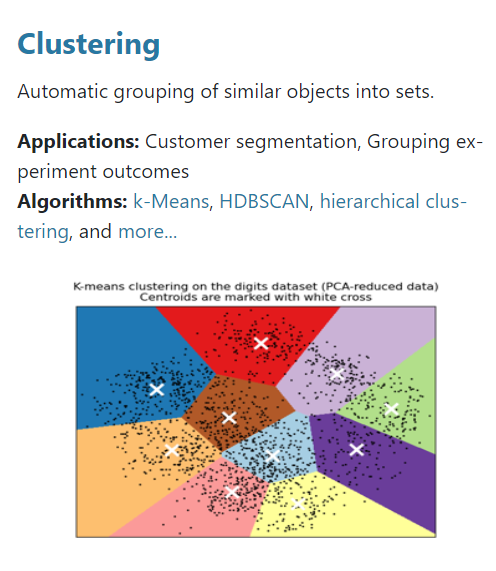 Clustering
Automatic grouping of similar objects into sets.
Applications: Customer segmentation, Grouping ex-
periment outcomes
Algorithms: k-Means, HDBSCAN, hierarchical clus-
tering, and more...
K-means clustering on the digits dataset (PCA-reduced data)
Centroids are marked with white cross